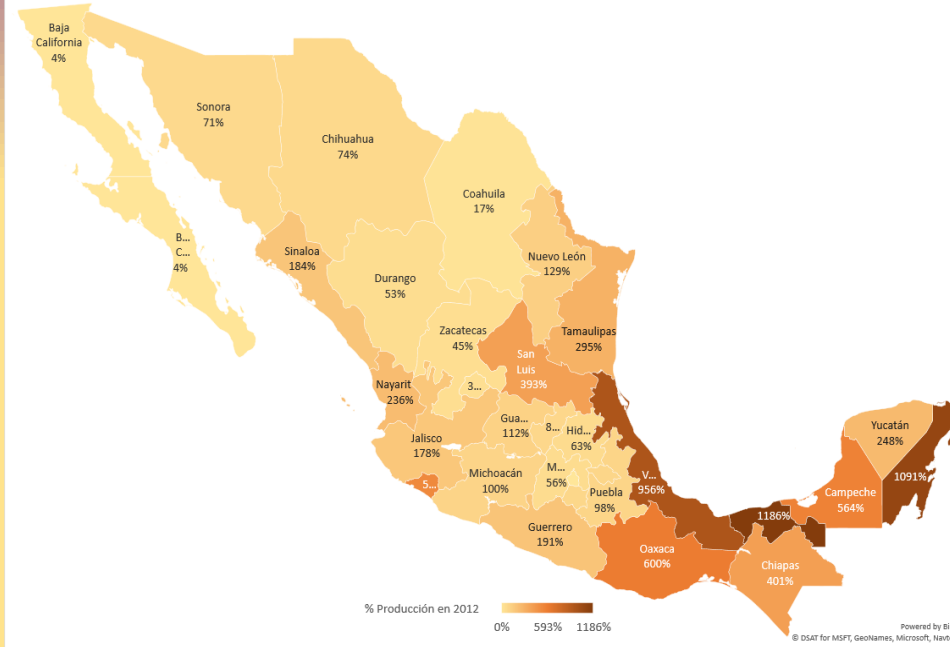 Baja
California
4%
Sonora
71%
Chihuahua
74%
Coahuila
17%
B...
C...
4%
Sinaloa
184%
Durango
53%
Nuevo León
129%
Zacatecas
45%
San
Luis
393%
Tamaulipas
295%
Nayarit
236%
3...
Gua...
112%
8...
Hid...
63%
Jalisco
178%
5...
Michoacán
100%
M...
56%
Puebla
98%
V...
956%
Guerrero
191%
Oaxaca
600%
1186%
Chiapas
401%
Campeche
564%
Yucatán
248%
1091%
% Producción en 2012
0% 593% 1186%
Powered by Bi
© DSAT for MSFT, GeoNames, Microsoft, Navt